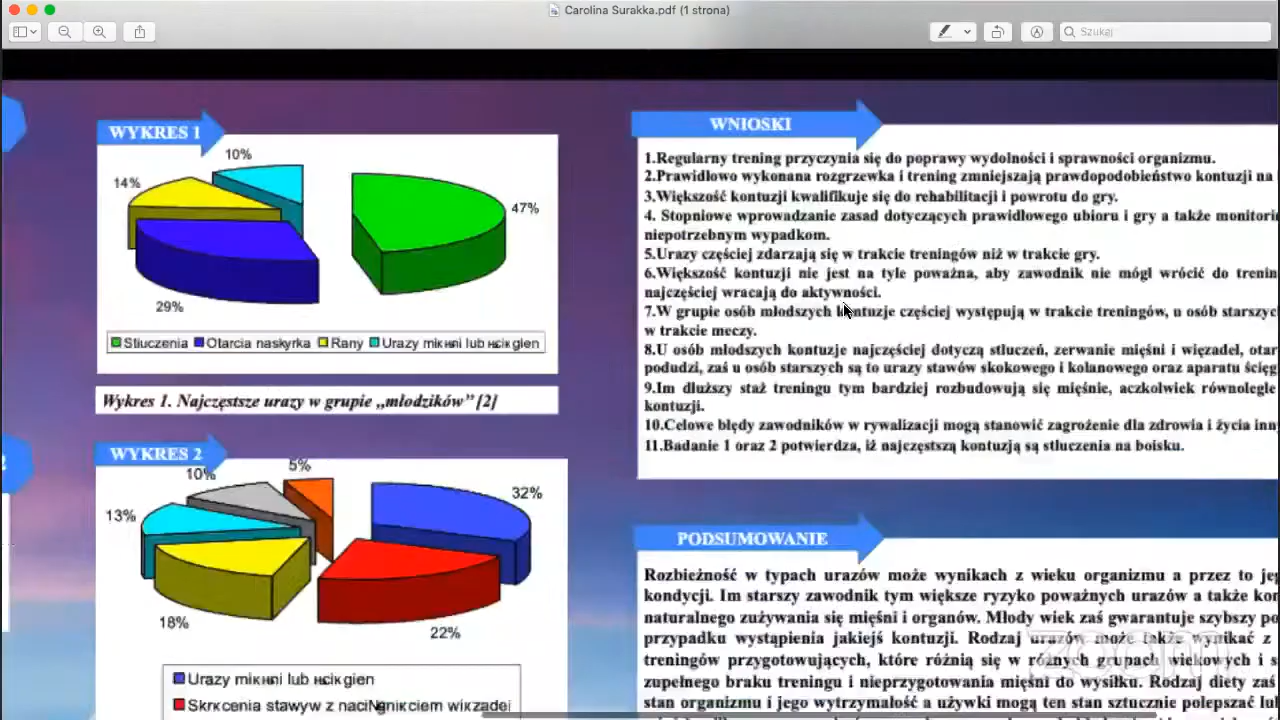 Carolina Surakka.pdf (1 strona)
Szukaj
WYKRES 1
10%
14%
47%
29%
Stłuczenia Otarcia naskyrka Rany Urazy
Wykres 1. Najczęstsze urazy w grupie „młodzików” [2]
WYKRES 2
5%
10%
32%
13%
18%
22%
Urazy
WNIOSKI
1.Regularny trening przyczynia się do poprawy wydolności i sprawności organizmu.
2.Prawidłowo wykonana rozgrzewka i trening zmniejszają prawdopodobieństwo kontuzji na
3.Większość kontuzji kwalifikuje się do rehabilitacji i powrotu do gry.
4. Stopniowe wprowadzanie zasad dotyczących prawidłowego ubioru i gry a także monitori
niepotrzebnym wypadkom.
5.Urazy częściej zdarzają się w trakcie treningów niż w trakcie gry.
6.Większość kontuzji nie jest na tyle poważna, aby zawodnik nie mógł wrócić do trenin
najczęściej wracają do aktywności.
7.W grupie osób młodszych kontuzje częściej występują w trakcie treningów, u osób starszyc
w trakcie meczy.
8.U osób młodszych kontuzje najczęściej dotyczą stłuczeń, zerwanie mięśni i więzadeł, otar
podudzi, zaś u osób starszych są to urazy stawów skokowego i kolanowego oraz aparatu ścięg
9.Im dłuższy staż treningu tym bardziej rozbudowują się mięśnie, aczkolwiek równolegle
kontuzji.
10.Celowe błędy zawodników w rywalizacji mogą stanowić zagrożenie dla zdrowia i życia inn
11.Badanie 1 oraz 2 potwierdza, iż najczęstszą kontuzją są stłuczenia na boisku.
PODSUMOWANIE
Rozbieżność w typach urazów może wynikach z wieku organizmu a przez to jeg
kondycji. Im starszy zawodnik tym większe ryzyko poważnych urazów a także kon
naturalnego zużywania się mięśni i organów. Młody wiek zaś gwarantuje szybszy po
przypadku wystąpienia jakiejś kontuzji. Rodzaj urazów może także wynikać z
treningów przygotowujących, które różnią się w różnych grupach wiekowych i s
zupełnego braku treningu i nieprzygotowania mięśni do wysiłku. Rodzaj diety zaś
stan organizmu i jego wytrzymałość a używki mogą ten stan sztucznie polepszać lub
zoom